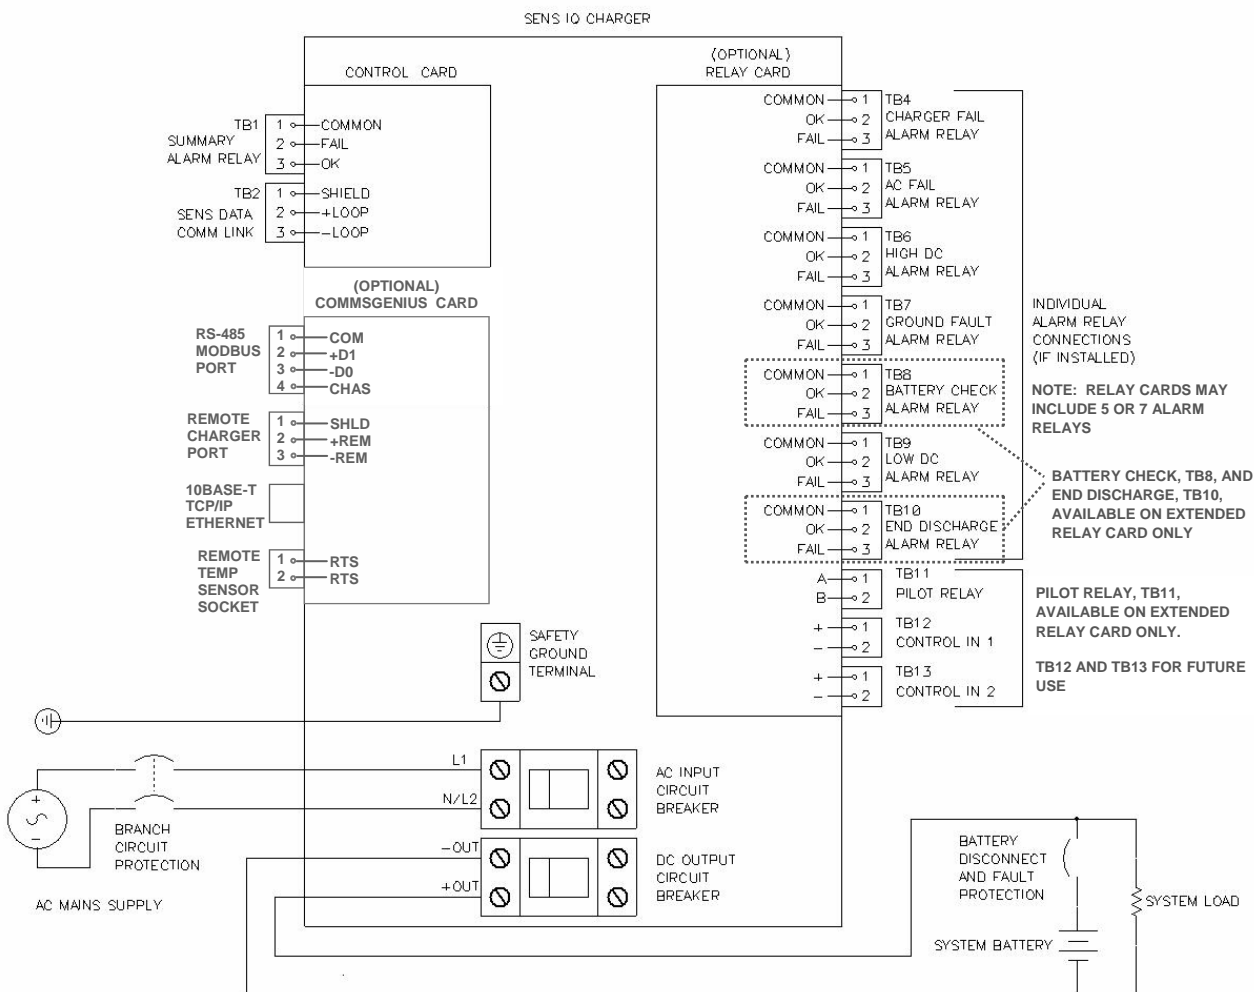 SENS IQ CHARGER
CONTROL CARD
TB1
SUMMARY
ALARM RELAY
1 COMMON
2 FAIL
3 OK
TB2
SENS DATA
COMM LINK
1 SHIELD
2 +LOOP
3 -LOOP
(OPTIONAL)
COMMSGENIUS CARD
RS-485
MODBUS
PORT
1 COM
2 +D1
3 -D0
4 CHAS
REMOTE
CHARGER
PORT
1 SHLD
2 +REM
3 -REM
10BASE-T
TCP/IP
ETHERNET
REMOTE
TEMP
SENSOR
SOCKET
1 RTS
2 RTS
(OPTIONAL)
RELAY CARD
COMMON 1 TB4
OK 2 CHARGER FAIL
FAIL 3 ALARM RELAY
COMMON 1 TB5
OK 2 AC FAIL
FAIL 3 ALARM RELAY
COMMON 1 TB6
OK 2 HIGH DC
FAIL 3 ALARM RELAY
COMMON 1 TB7
OK 2 GROUND FAULT
FAIL 3 ALARM RELAY
COMMON 1 TB8
OK 2 BATTERY CHECK
FAIL 3 ALARM RELAY
COMMON 1 TB9
OK 2 LOW DC
FAIL 3 ALARM RELAY
COMMON 1 TB10
OK 2 END DISCHARGE
FAIL 3 ALARM RELAY
A 1 TB11
B 2 PILOT RELAY
+ 1 TB12
- 2 CONTROL IN 1
+ 1 TB13
- 2 CONTROL IN 2
INDIVIDUAL
ALARM RELAY
CONNECTIONS
(IF INSTALLED)
NOTE: RELAY CARDS MAY
INCLUDE 5 OR 7 ALARM
RELAYS
BATTERY CHECK, TB8, AND
END DISCHARGE, TB10,
AVAILABLE ON EXTENDED
RELAY CARD ONLY
PILOT RELAY, TB11,
AVAILABLE ON EXTENDED
RELAY CARD ONLY.
TB12 AND TB13 FOR FUTURE
USE
SAFETY
GROUND
TERMINAL
L1
N/L2
AC INPUT
CIRCUIT
BREAKER
-OUT
+OUT
DC OUTPUT
CIRCUIT
BREAKER
+
-
BRANCH
CIRCUIT
PROTECTION
AC MAINS SUPPLY
BATTERY
DISCONNECT
AND FAULT
PROTECTION
SYSTEM LOAD
SYSTEM BATTERY